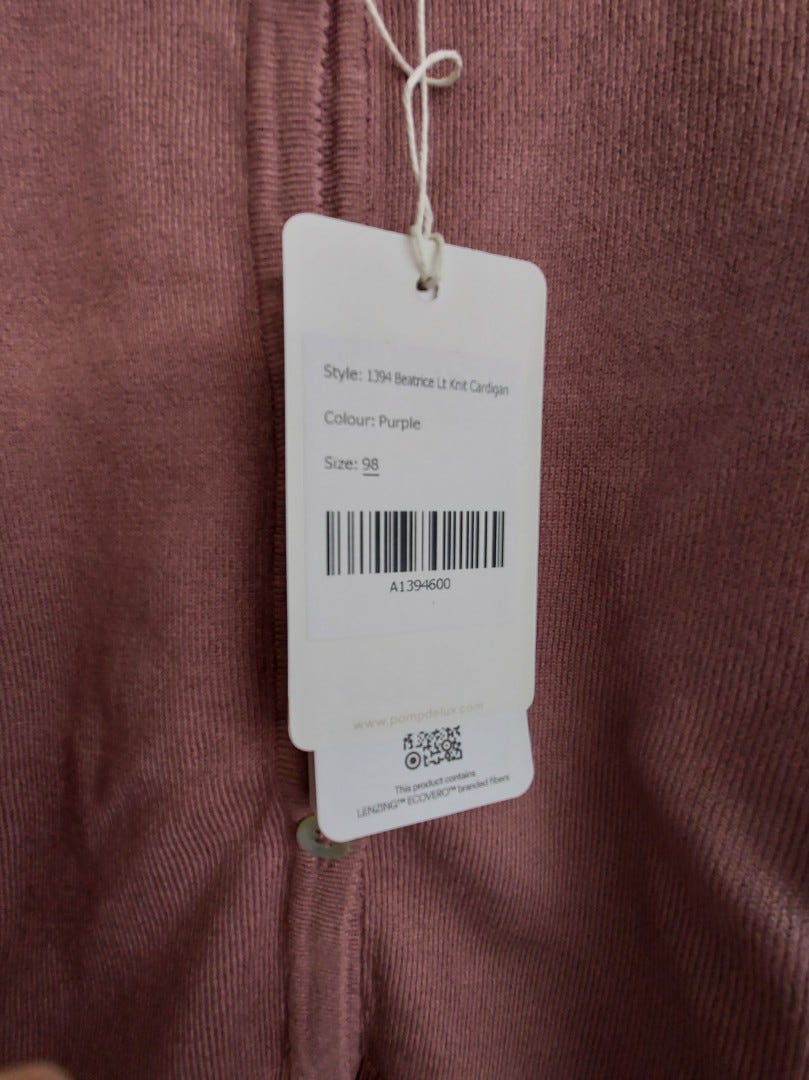 Style: 1394 Beatrice Lt Knit Cardigan
Colour: Purple
Size: 98
A1394600
www.pompdelux.com
This product contains
LENZING™ ECOVERO™ branded fibers